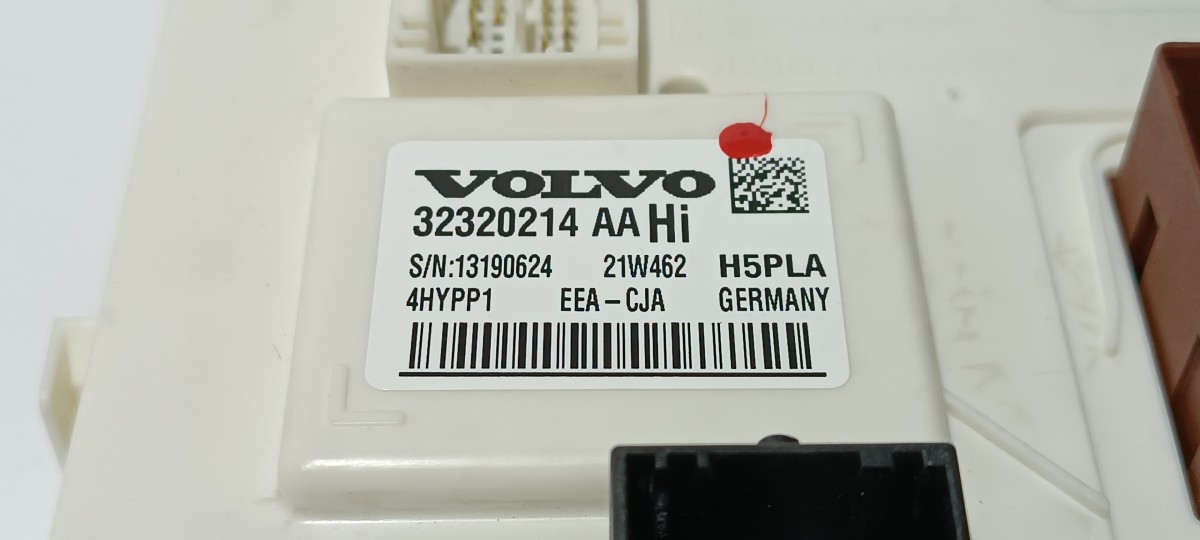 VOLVO
32320214 AA Hi
S/N:13190624 21W462 H5PLA
4HYPP1 EEA-CJA GERMANY